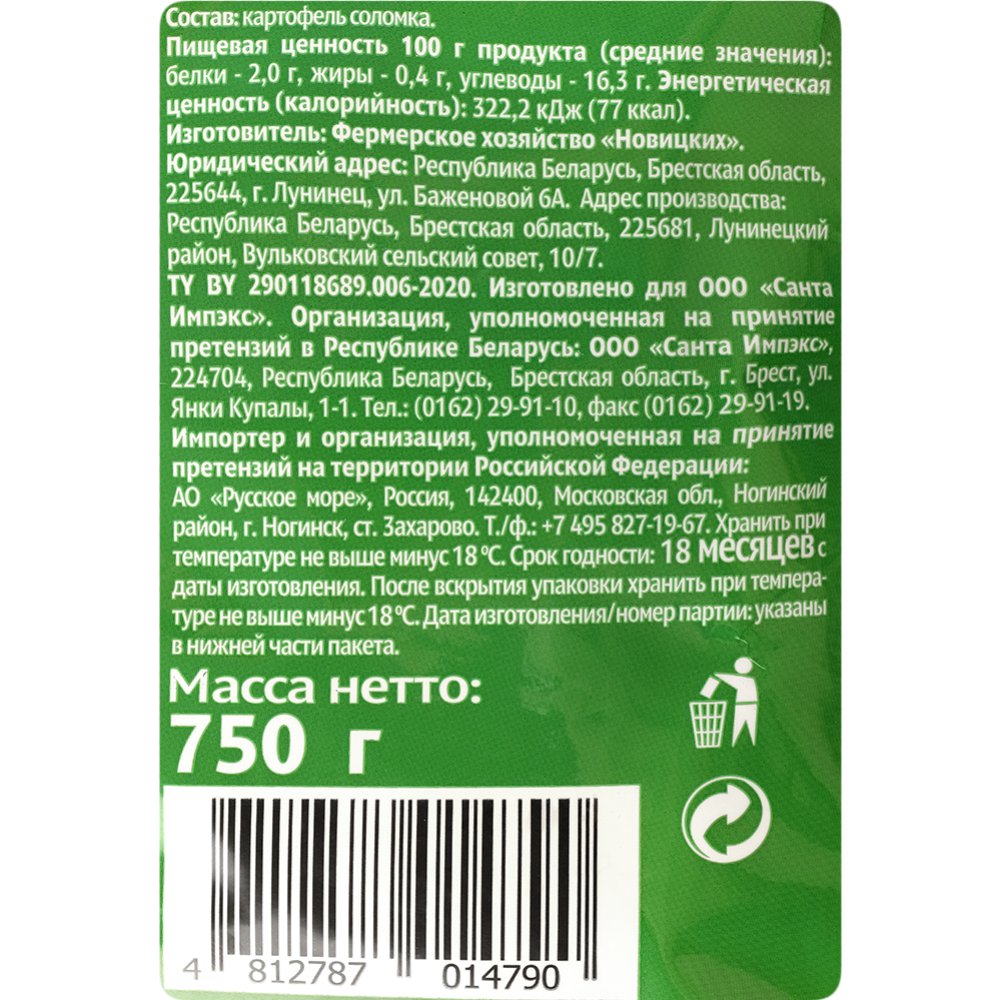 Состав: картофель соломка.
Пищевая ценность 100 г продукта (средние значения):
белки - 2,0 г, жиры - 0,4 г, углеводы - 16,3 г. Энергетическая
ценность (калорийность): 322,2 кДж (77 ккал).
Изготовитель: Фермерское хозяйство «Новицких».
Юридический адрес: Республика Беларусь, Брестская область,
225644, г. Лунинец, ул. Баженовой 6А. Адрес производства:
Республика Беларусь, Брестская область, 225681, Лунинецкий
район, Вульковский сельский совет, 10/7.
TY BY 290118689.006-2020. Изготовлено для ООО «Санта
Импэкс». Организация, уполномоченная на принятие
претензий в Республике Беларусь: ООО «Санта Импэкс»,
224704, Республика Беларусь, Брестская область, г. Брест, ул.
Янки Купалы, 1-1. Тел.: (0162) 29-91-10, факс (0162) 29-91-19.
Импортер и организация, уполномоченная на принятие
претензий на территории Российской Федерации:
АО «Русское море», Россия, 142400, Московская обл., Ногинский
район, г. Ногинск, ст. Захарово. Т./ф.: +7 495 827-19-67. Хранить при
температуре не выше минус 18 °С. Срок годности: 18 месяцев с
даты изготовления. После вскрытия упаковки хранить при темпера-
туре не выше минус 18 °С. Дата изготовления/номер партии: указаны
в нижней части пакета.
Масса нетто:
750 г
4 812787 014790